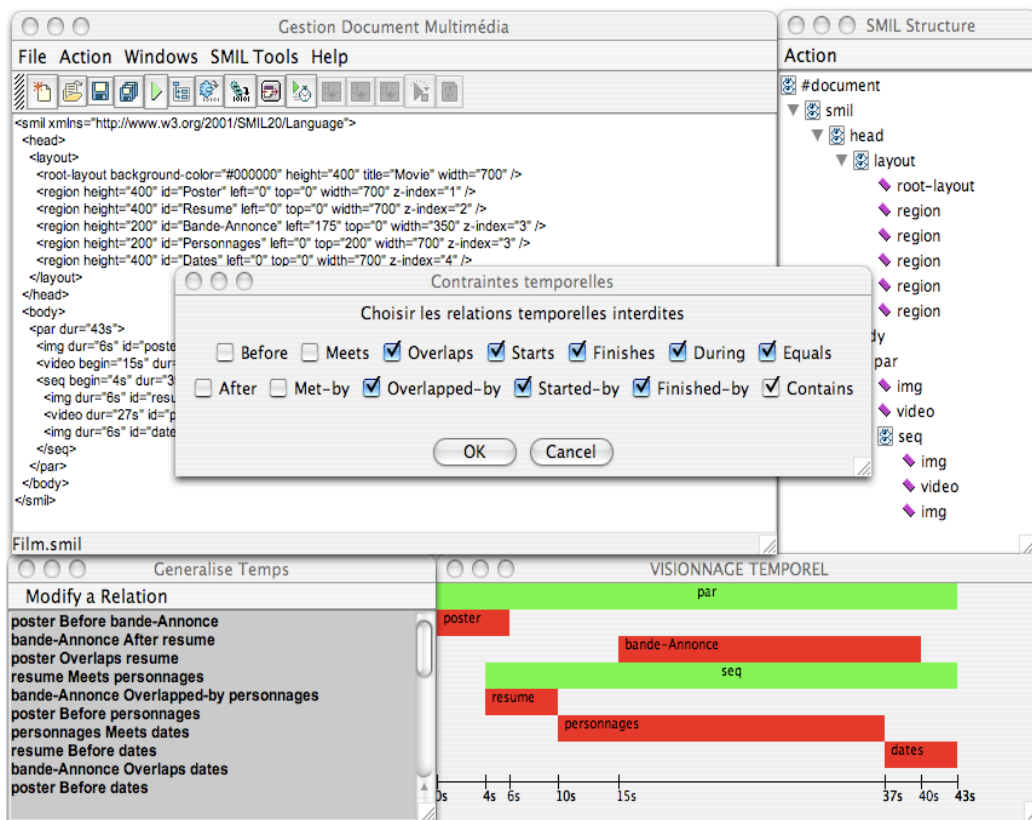 Gestion Document Multimédia
File Action Windows SMIL Tools Help
<smil xmlns="http://www.w3.org/2001/SMIL20/Language">
<head>
<layout>
<root-layout background-color="#000000" height="400" title="Movie" width="700" />
<region height="400" id="Poster" left="0" top="0" width="700" z-index="1" />
<region height="400" id="Resume" left="0" top="0" width="700" z-index="2" />
<region height="200" id="Bande-Annonce" left="175" top="0" width="350" z-index="3" />
<region height="200" id="Personnages" left="0" top="200" width="700" z-index="3" />
<region height="400" id="Dates" left="0" top="0" width="700" z-index="4" />
</layout>
</head>
<body>
<par dur="43s">
<img dur="6s" id="poste
<video begin="15s" dur=
<seq begin="4s" dur="3
<img dur="6s" id="resu
<video dur="27s" id="p
<img dur="6s" id="date
</seq>
</par>
</body>
</smil>
Film.smil
SMIL Structure
Action
#document
smil
head
layout
root-layout
region
region
region
region
region
dy
par
img
video
seq
img
video
img
Contraintes temporelles
Choisir les relations temporelles interdites
Before Meets Overlaps Starts Finishes During Equals
After Met-by Overlapped-by Started-by Finished-by Contains
OK Cancel
Generalise Temps
Modify a Relation
poster Before bande-Annonce
bande-Annonce After resume
poster Overlaps resume
resume Meets personnages
bande-Annonce Overlapped-by personnages
poster Before personnages
personnages Meets dates
resume Before dates
bande-Annonce Overlaps dates
poster Before dates
VISIONNAGE TEMPOREL
par
poster
bande-Annonce
seq
resume
personnages
dates
0s 4s 6s 10s 15s 37s 40s 43s